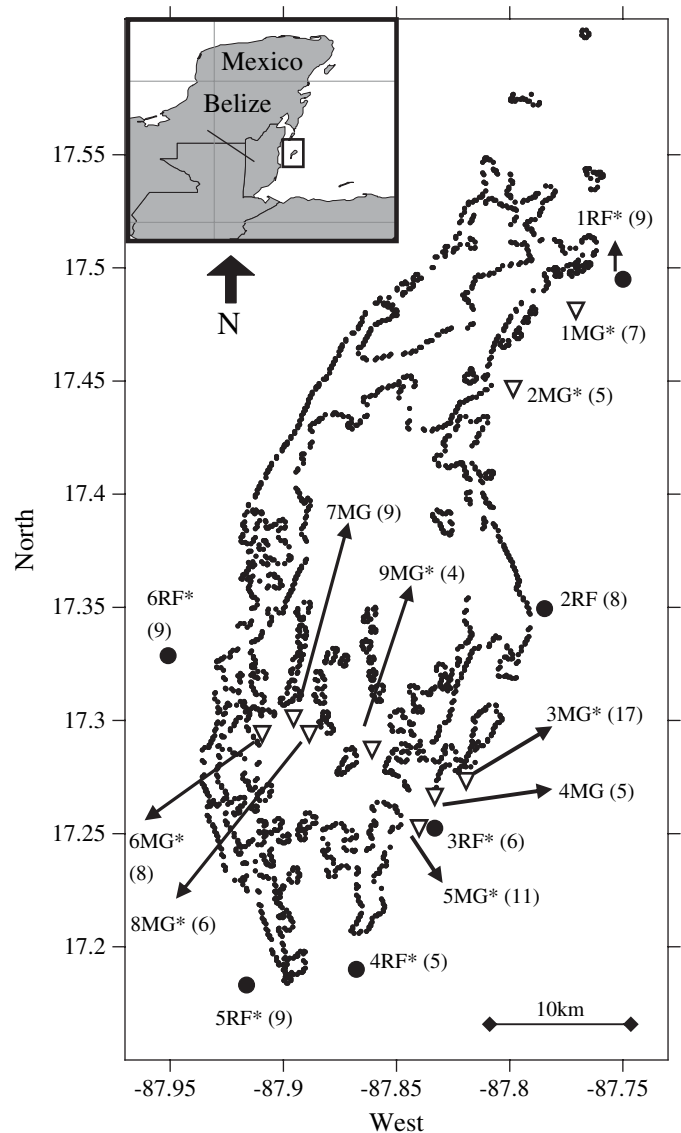 Mexico
Belize
N
17.55
17.5
17.45
17.4
17.35
17.3
17.25
17.2
North
1RF* (9)
1MG* (7)
2MG* (5)
7MG (9)
9MG* (4)
6RF*
(9)
2RF (8)
3MG* (17)
4MG (5)
6MG*
(8)
3RF* (6)
5MG* (11)
8MG* (6)
4RF* (5)
5RF* (9)
10km
-87.95
-87.9
-87.85
-87.8
-87.75
West